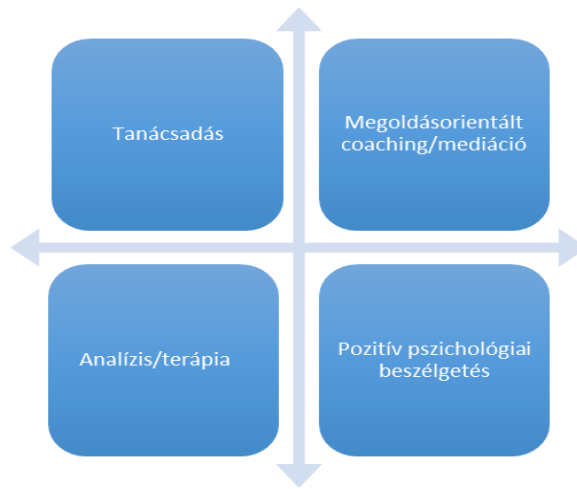 Tanácsadás
Megoldásorientált
coaching/mediáció
Analízis/terápia
Pozitív pszichológiai
beszélgetés